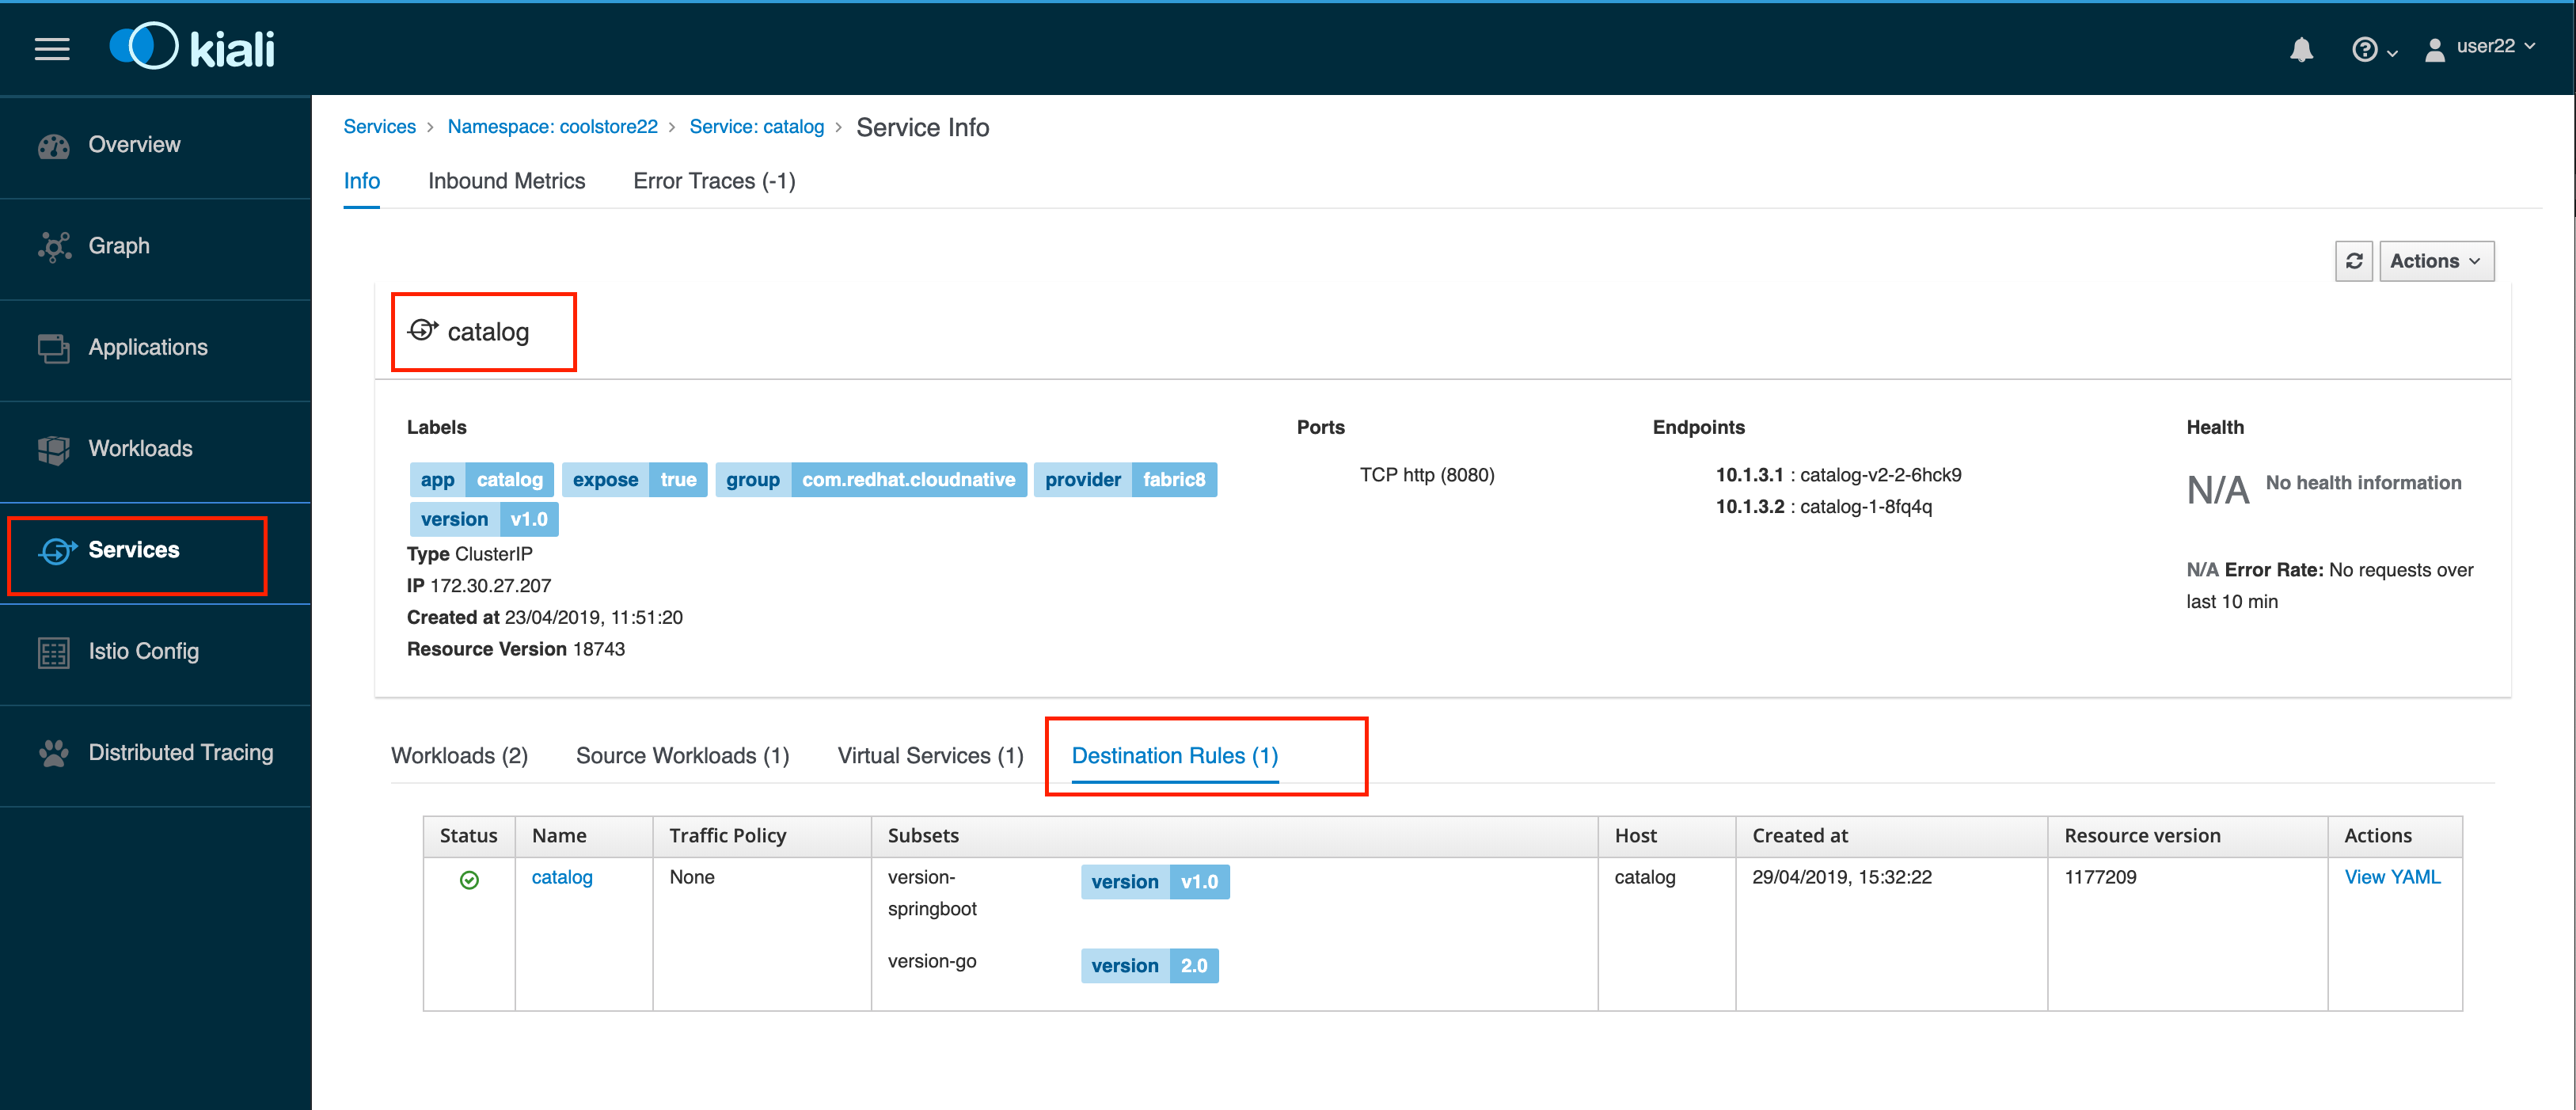 kiali
user22
Overview
Graph
Applications
Workloads
Services
Istio Config
Distributed Tracing
Services > Namespace: coolstore22 > Service: catalog > Service Info
Info Inbound Metrics Error Traces (-1)
Actions
catalog
Labels Ports Endpoints Health
app catalog expose true group com.redhat.cloudnative provider fabric8
version v1.0
Type ClusterIP
IP 172.30.27.207
Created at 23/04/2019, 11:51:20
Resource Version 18743
TCP http (8080)
10.1.3.1 : catalog-v2-2-6hck9
10.1.3.2 : catalog-1-8fq4q
N/A No health information
N/A Error Rate: No requests over
last 10 min
Workloads (2) Source Workloads (1) Virtual Services (1) Destination Rules (1)
Status Name Traffic Policy Subsets Host Created at Resource version Actions
catalog None version- version v1.0 catalog 29/04/2019, 15:32:22 1177209 View YAML
springboot
version-go version 2.0